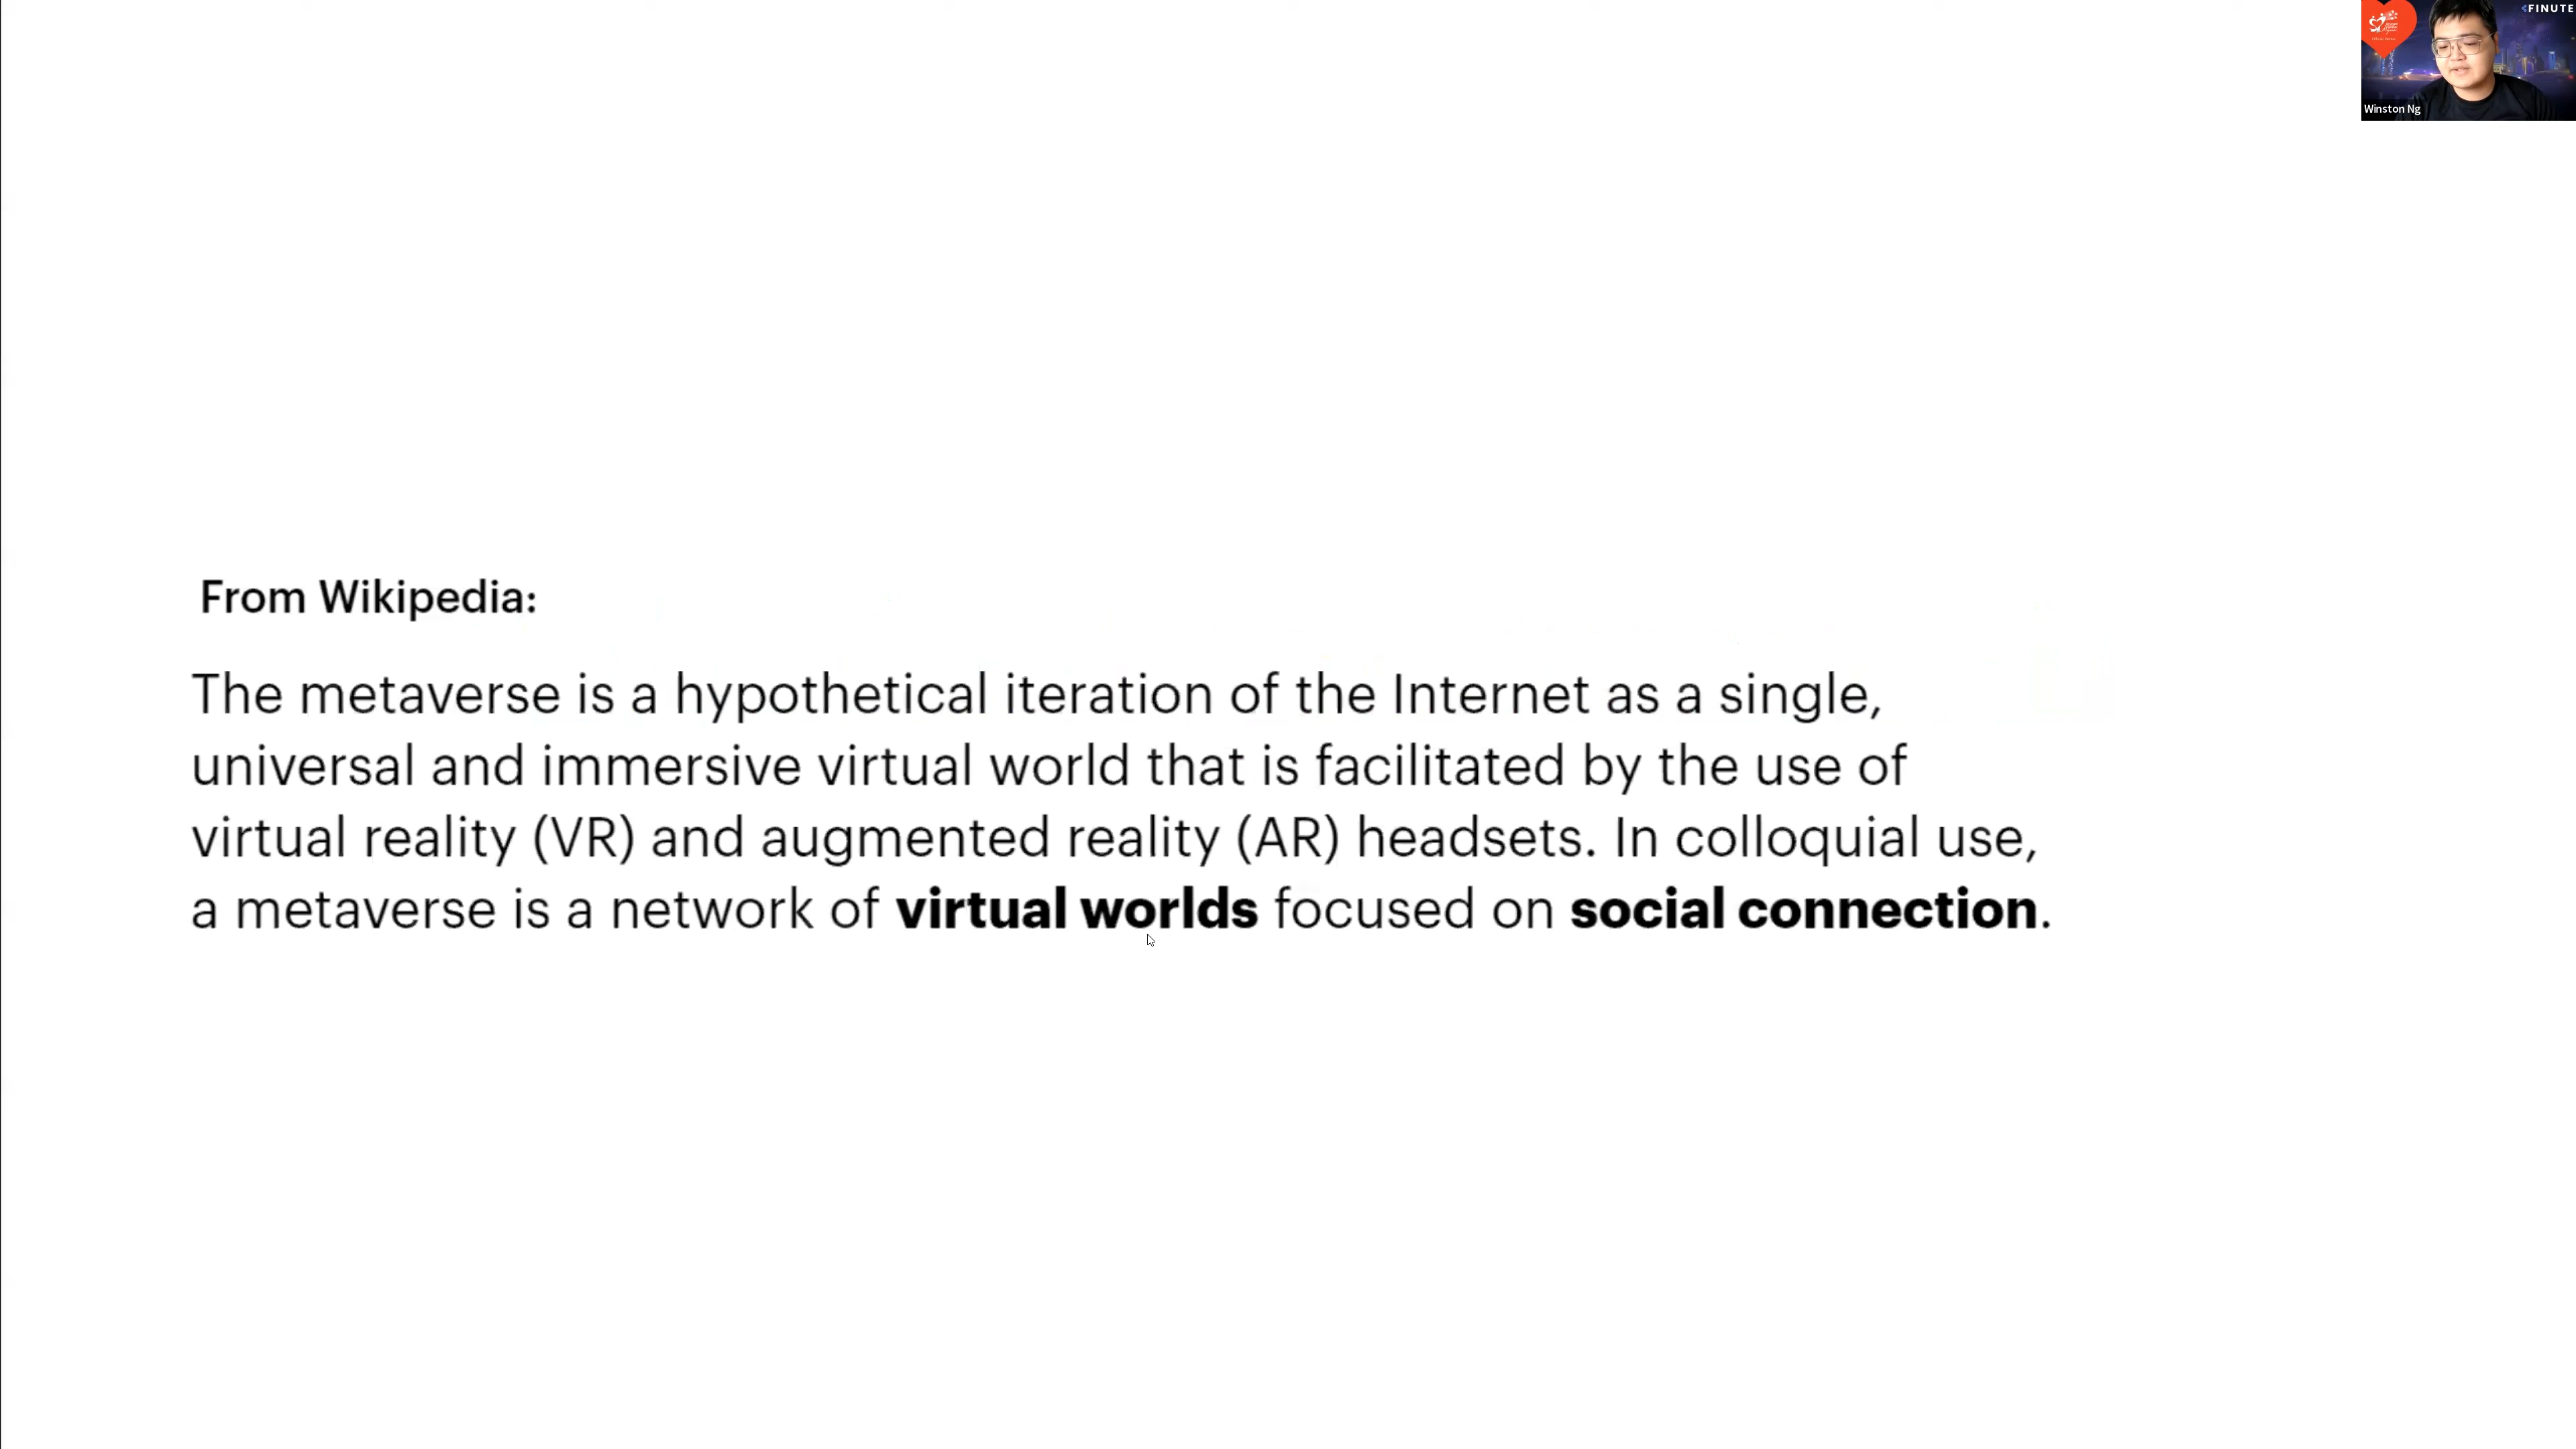 FINUTE
Winston Ng
From Wikipedia:
The metaverse is a hypothetical iteration of the Internet as a single,
universal and immersive virtual world that is facilitated by the use of
virtual reality (VR) and augmented reality (AR) headsets. In colloquial use,
a metaverse is a network of virtual worlds focused on social connection.